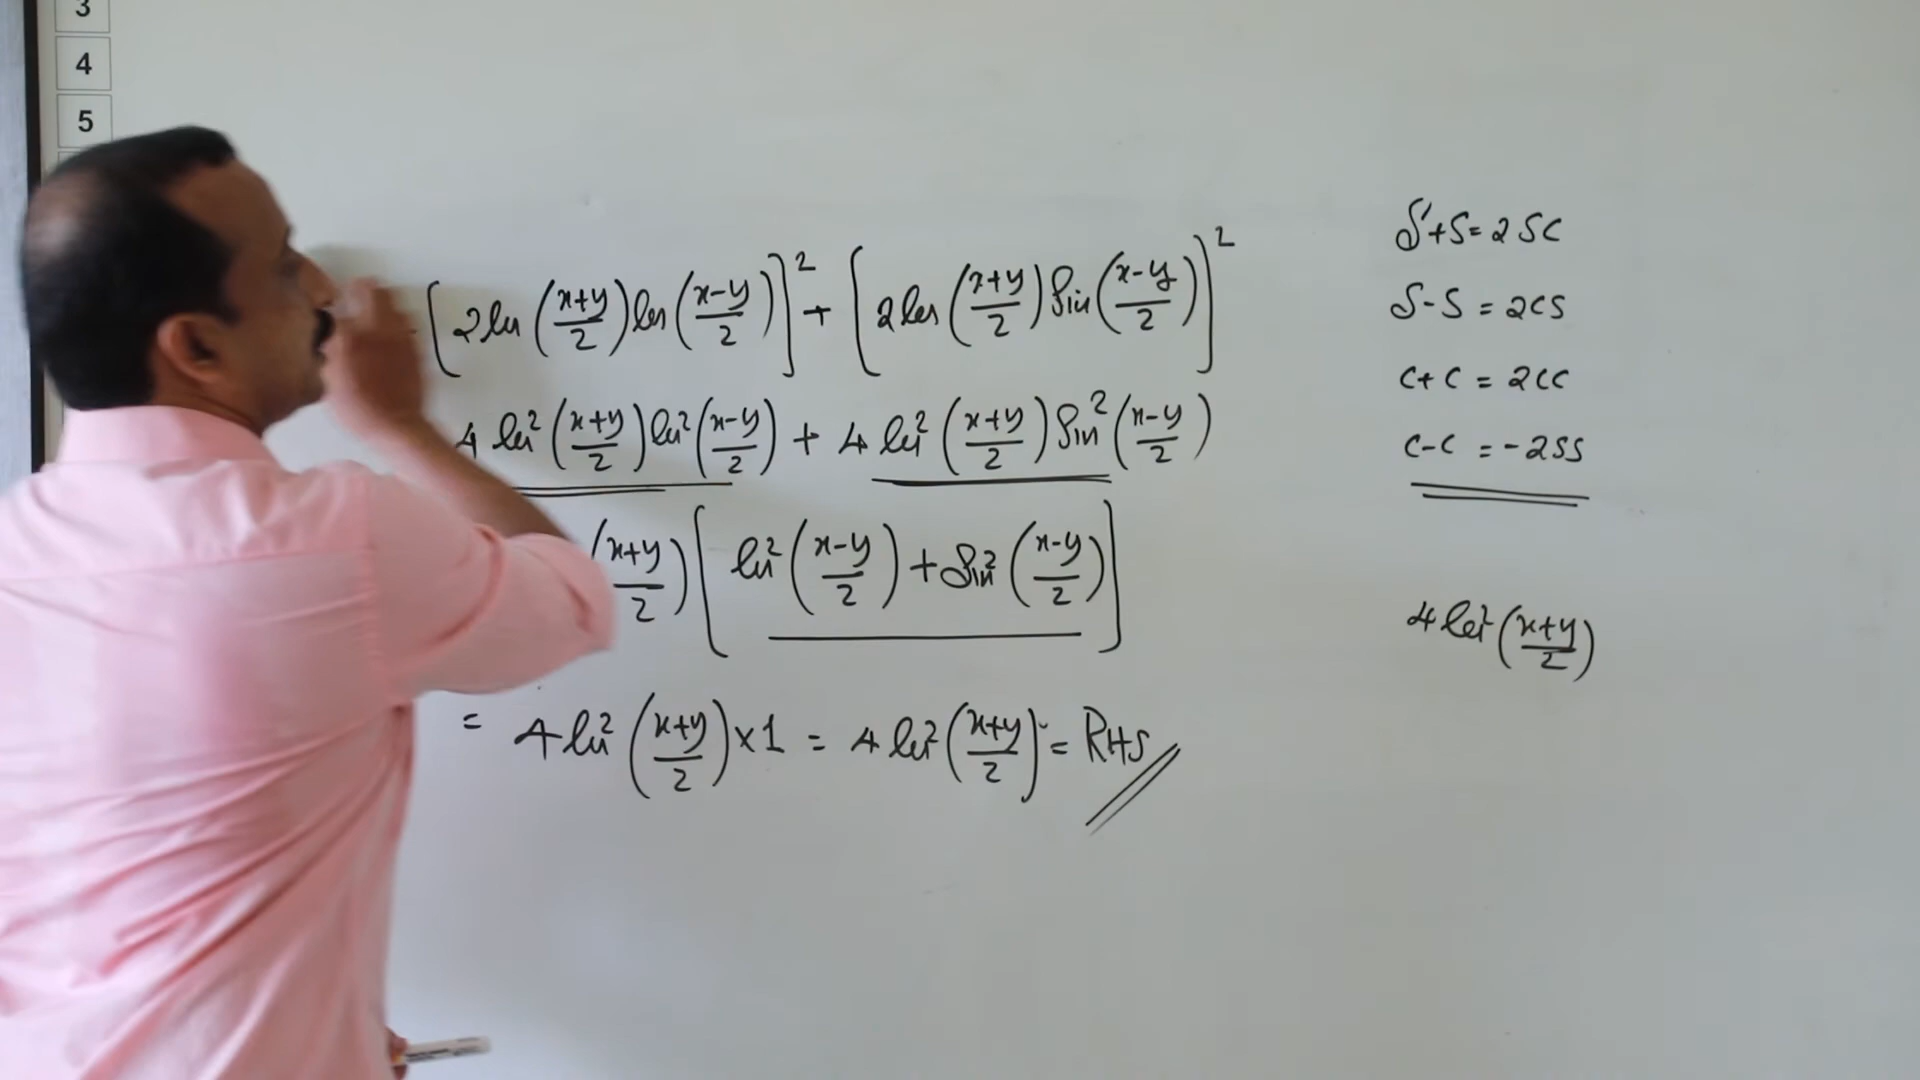 3
4
5
[2cos((x+y)/2)cos((x-y)/2)]² + [2cos((x+y)/2)Sin((x-y)/2)]²
4cos²((x+y)/2)cos²((x-y)/2) + 4cos²((x+y)/2)Sin²((x-y)/2)
((x+y)/2)[cos²((x-y)/2) + Sin²((x-y)/2)]
= 4cos²((x+y)/2)×1 = 4cos²((x+y)/2) = RHS
S+S=2SC
S-S=2CS
C+C=2CC
C-C=-2SS
4cos²((x+y)/2)